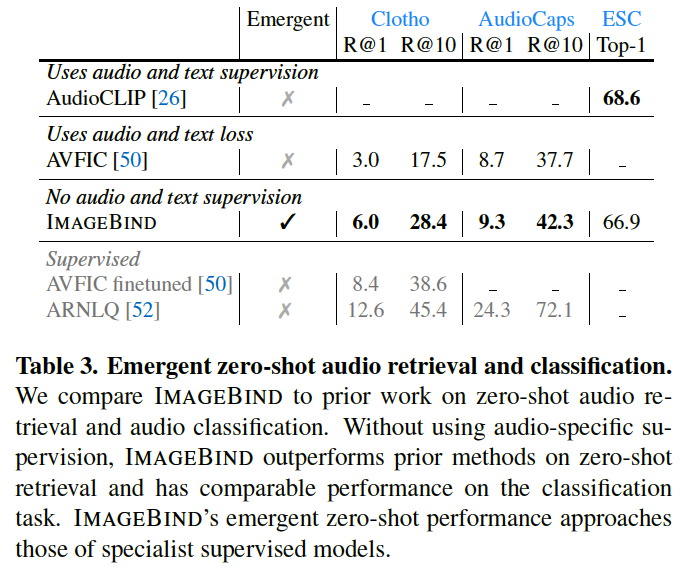 Emergent Clotho AudioCaps ESC
R@1 R@10 R@1 R@10 Top-1
Uses audio and text supervision
AudioCLIP [26] ✗ – – – – 68.6
Uses audio and text loss
AVFIC [50] ✗ 3.0 17.5 8.7 37.7 –
No audio and text supervision
IMAGEBIND ✓ 6.0 28.4 9.3 42.3 66.9
Supervised
AVFIC finetuned [50] ✗ 8.4 38.6 – – –
ARNLQ [52] ✗ 12.6 45.4 24.3 72.1 –
Table 3. Emergent zero-shot audio retrieval and classification.
We compare IMAGEBIND to prior work on zero-shot audio re-
trieval and audio classification. Without using audio-specific su-
pervision, IMAGEBIND outperforms prior methods on zero-shot
retrieval and has comparable performance on the classification
task. IMAGEBIND's emergent zero-shot performance approaches
those of specialist supervised models.